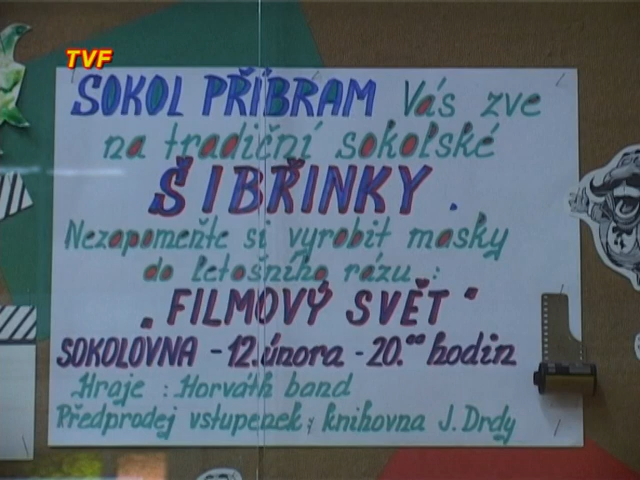 TVF
SOKOL PŘÍBRAM Vás zve
na tradiční sokolské
ŠIBŘINKY.
Nezapomeňte si vyrobit masky
do letošního rázu:
„FILMOVÝ SVĚT"
SOKOLOVNA - 12. února - 20.⁰⁰ hodin
Hraje : Horváth band
Předprodej vstupenek: knihovna J. Drdy